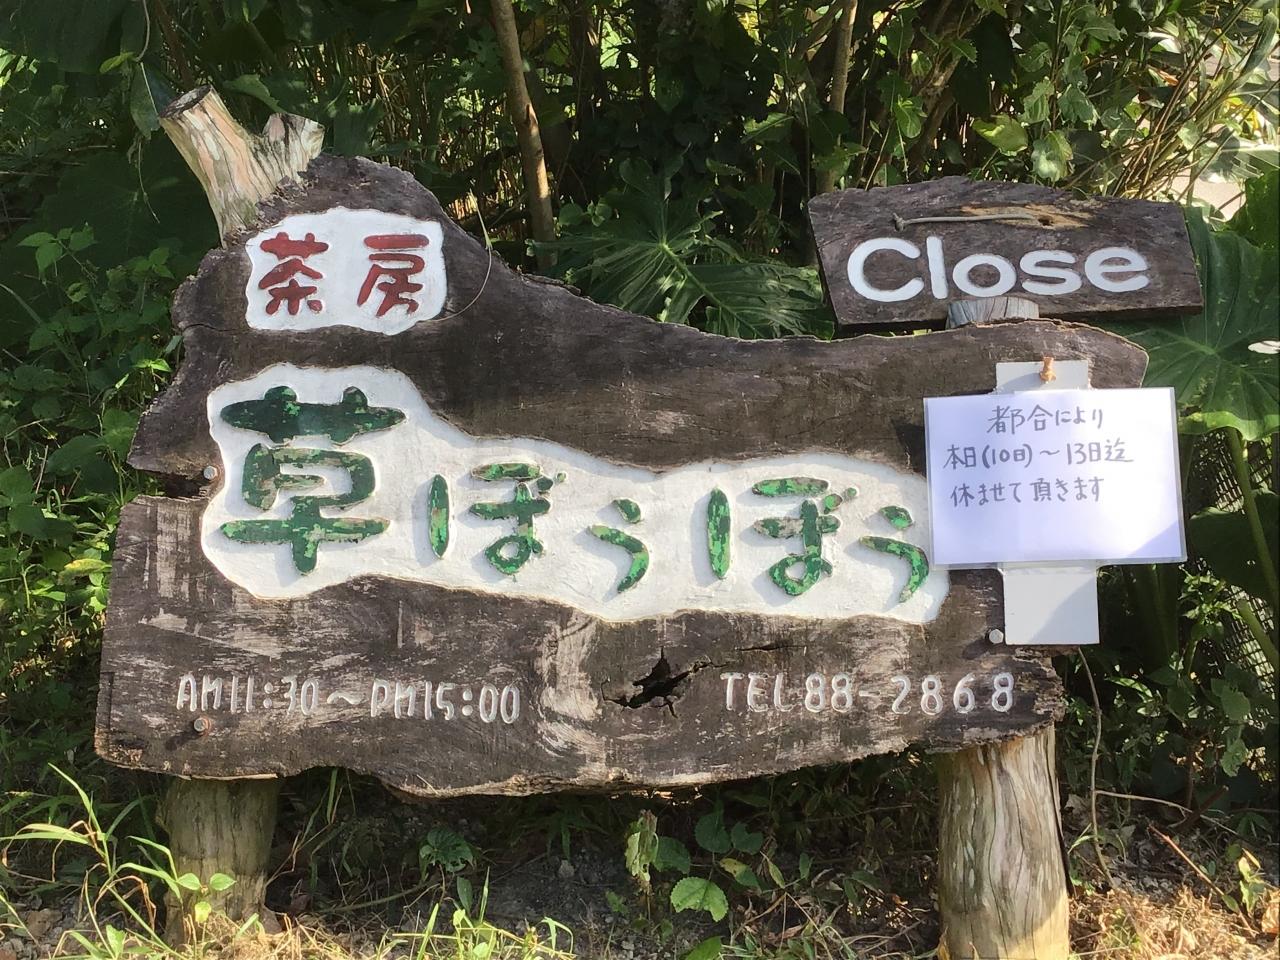 茶房
草ぼうぼう
AM11:30〜PM15:00
TEL88-2868
Close
都合により
本日(10日)〜13日迄
休ませて頂きます